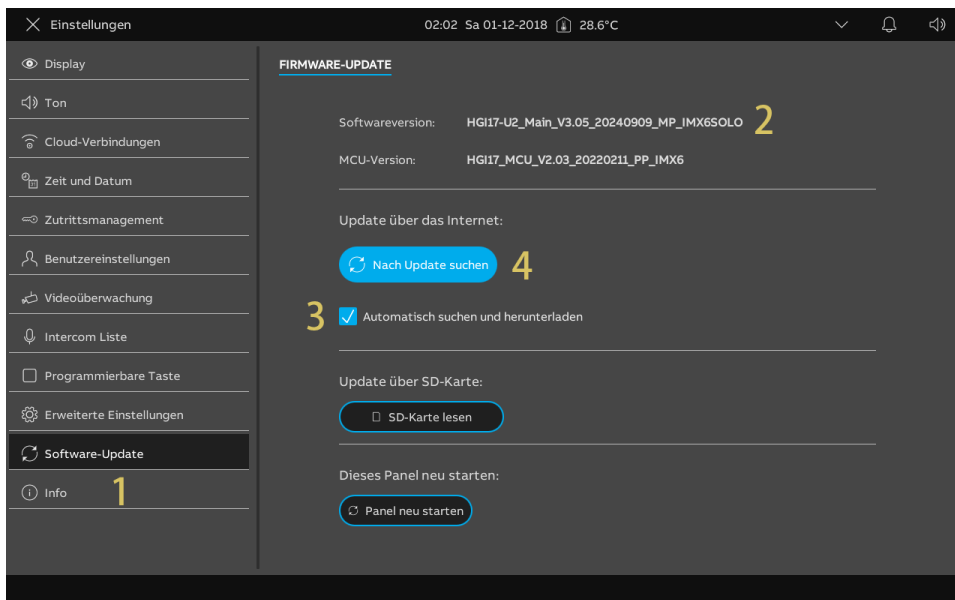 Einstellungen
02:02 Sa 01-12-2018 28.6°C
Display
Ton
Cloud-Verbindungen
Zeit und Datum
Zutrittsmanagement
Benutzereinstellungen
Videoüberwachung
Intercom Liste
Programmierbare Taste
Erweiterte Einstellungen
Software-Update
Info
1
FIRMWARE-UPDATE
Softwareversion: HGI17-U2_Main_V3.05_20240909_MP_IMX6SOLO 2
MCU-Version: HGI17_MCU_V2.03_20220211_PP_IMX6
Update über das Internet:
Nach Update suchen 4
3 Automatisch suchen und herunterladen
Update über SD-Karte:
SD-Karte lesen
Dieses Panel neu starten:
Panel neu starten